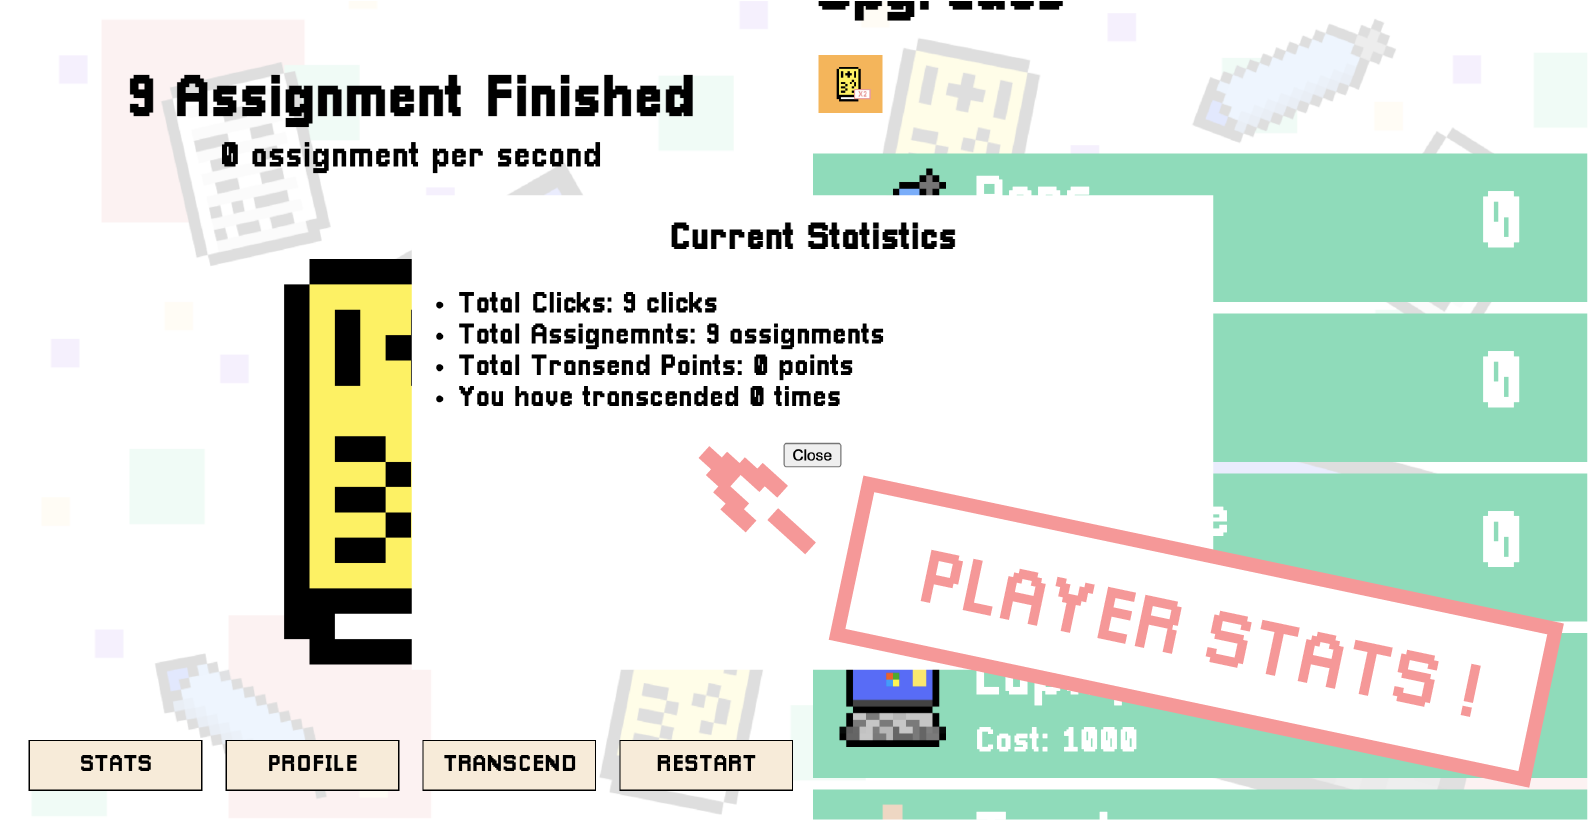 Upgrades
9 Assignment Finished
0 assignment per second
X2
0
Current Statistics
• Total Clicks: 9 clicks
• Total Assignemnts: 9 assignments
• Total Transend Points: 0 points
• You have transcended 0 times
Close
0
0
PLAYER STATS !
Cost: 1000
STATS
PROFILE
TRANSCEND
RESTART